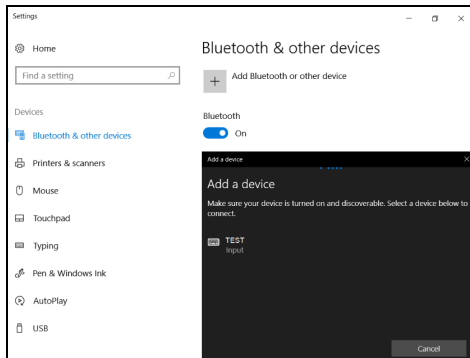 Settings
Home
Bluetooth & other devices
Find a setting
Add Bluetooth or other device
Devices
Bluetooth
Bluetooth & other devices
On
Printers & scanners
Add a device
Add a device
Mouse
Make sure your device is turned on and discoverable. Select a device below to
connect.
Touchpad
TEST
Input
Typing
Pen & Windows Ink
AutoPlay
USB
Cancel